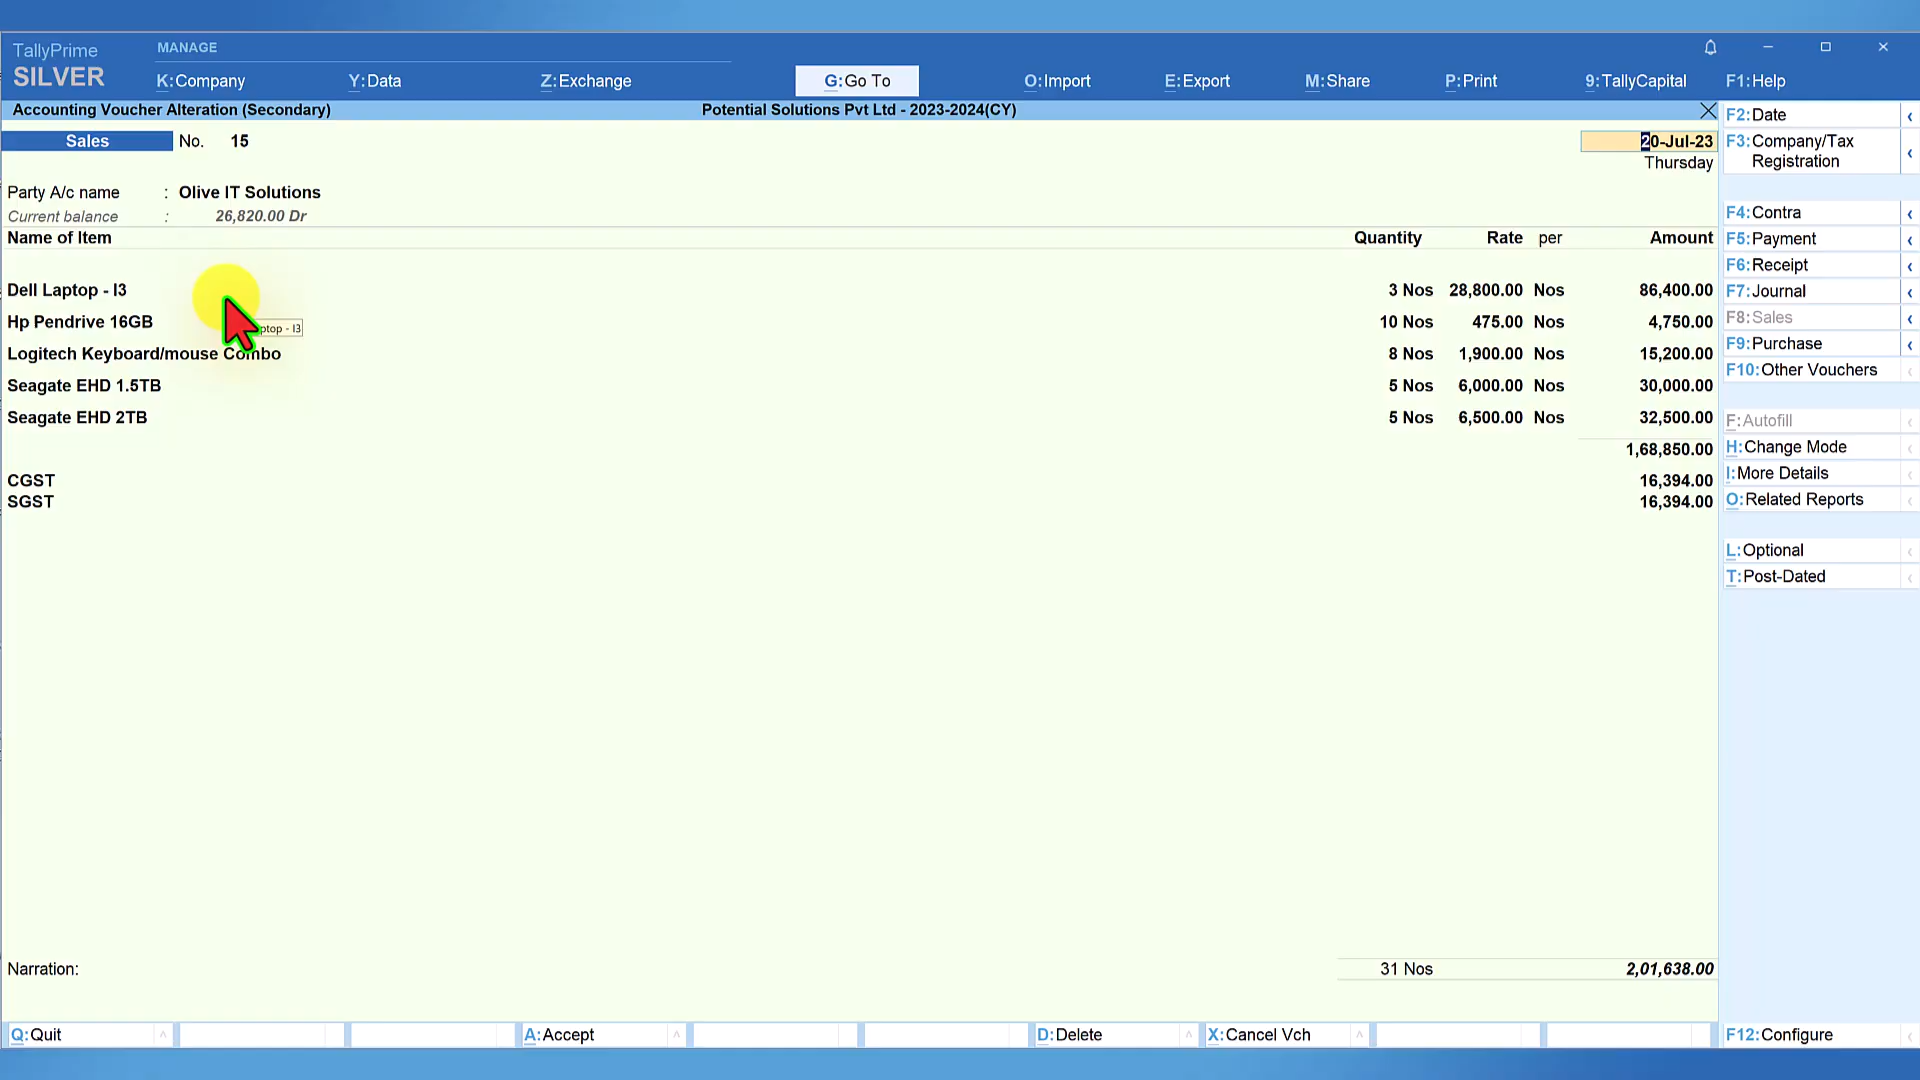 TallyPrime
SILVER
MANAGE
K:Company Y:Data Z:Exchange G:Go To O:Import E:Export M:Share P:Print 9:TallyCapital F1:Help
Accounting Voucher Alteration (Secondary) Potential Solutions Pvt Ltd - 2023-2024(CY)
Sales No. 15 20-Jul-23
Thursday
Party A/c name : Olive IT Solutions
Current balance : 26,820.00 Dr
Name of Item Quantity Rate per Amount
Dell Laptop - I3 3 Nos 28,800.00 Nos 86,400.00
Hp Pendrive 16GB 10 Nos 475.00 Nos 4,750.00
ptop - I3
Logitech Keyboard/mouse Combo 8 Nos 1,900.00 Nos 15,200.00
Seagate EHD 1.5TB 5 Nos 6,000.00 Nos 30,000.00
Seagate EHD 2TB 5 Nos 6,500.00 Nos 32,500.00
1,68,850.00
CGST 16,394.00
SGST 16,394.00
Narration: 31 Nos 2,01,638.00
F2:Date
F3:Company/Tax
Registration
F4:Contra
F5:Payment
F6:Receipt
F7:Journal
F8:Sales
F9:Purchase
F10:Other Vouchers
F:Autofill
H:Change Mode
I:More Details
O:Related Reports
L:Optional
T:Post-Dated
Q:Quit A:Accept D:Delete X:Cancel Vch F12:Configure